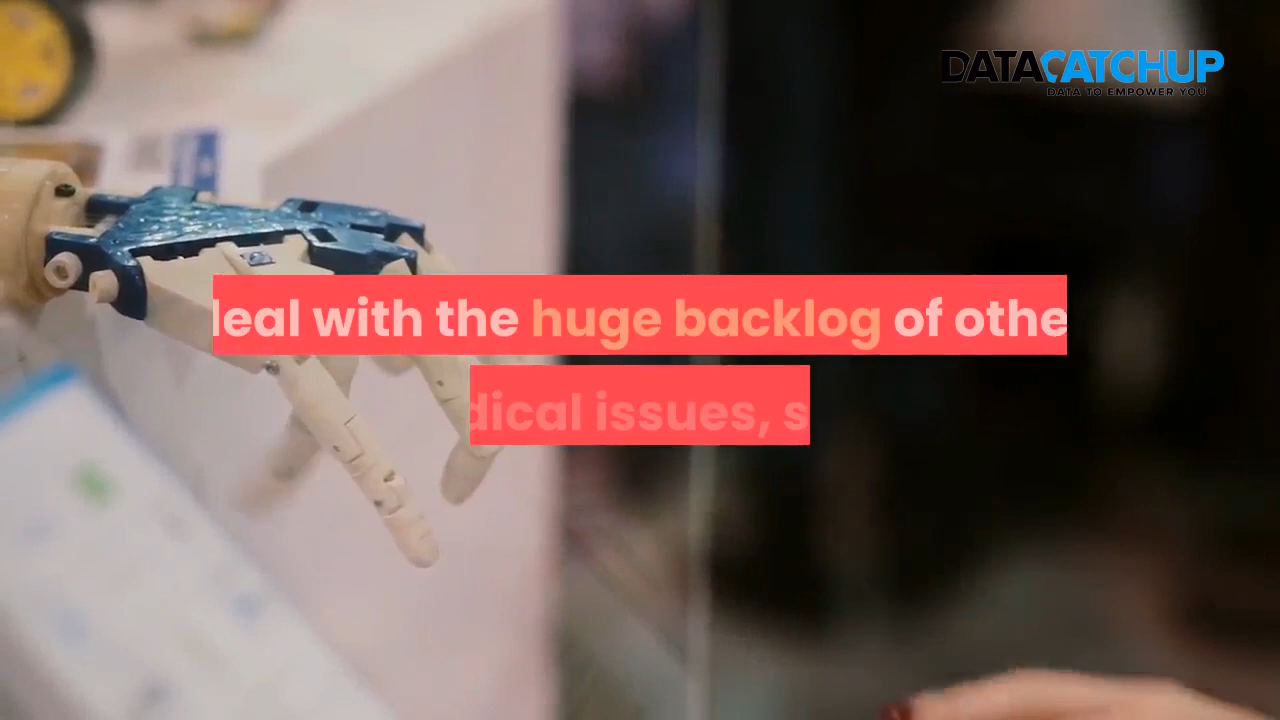 DATACATCHUP
DATA TO EMPOWER YOU
leal with the huge backlog of othe
dical issues, s